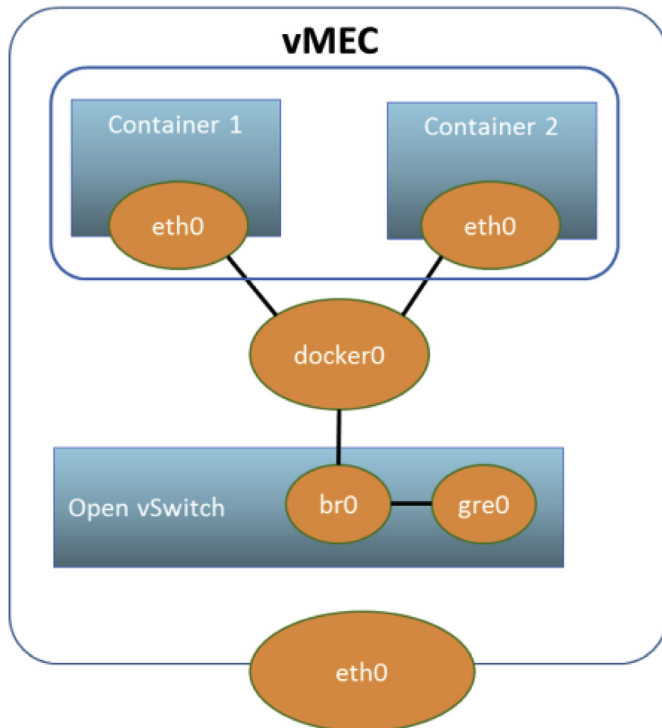 vMEC
Container 1
Container 2
eth0
eth0
docker0
Open vSwitch
br0
gre0
eth0